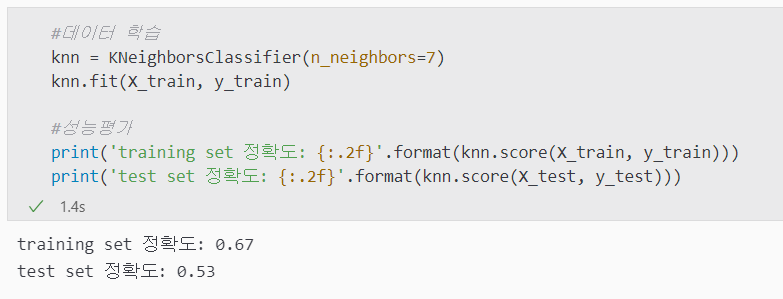 #데이터 학습
knn = KNeighborsClassifier(n_neighbors=7)
knn.fit(X_train, y_train)
#성능평가
print('training set 정확도: {:.2f}'.format(knn.score(X_train, y_train)))
print('test set 정확도: {:.2f}'.format(knn.score(X_test, y_test)))
✓ 1.4s
training set 정확도: 0.67
test set 정확도: 0.53